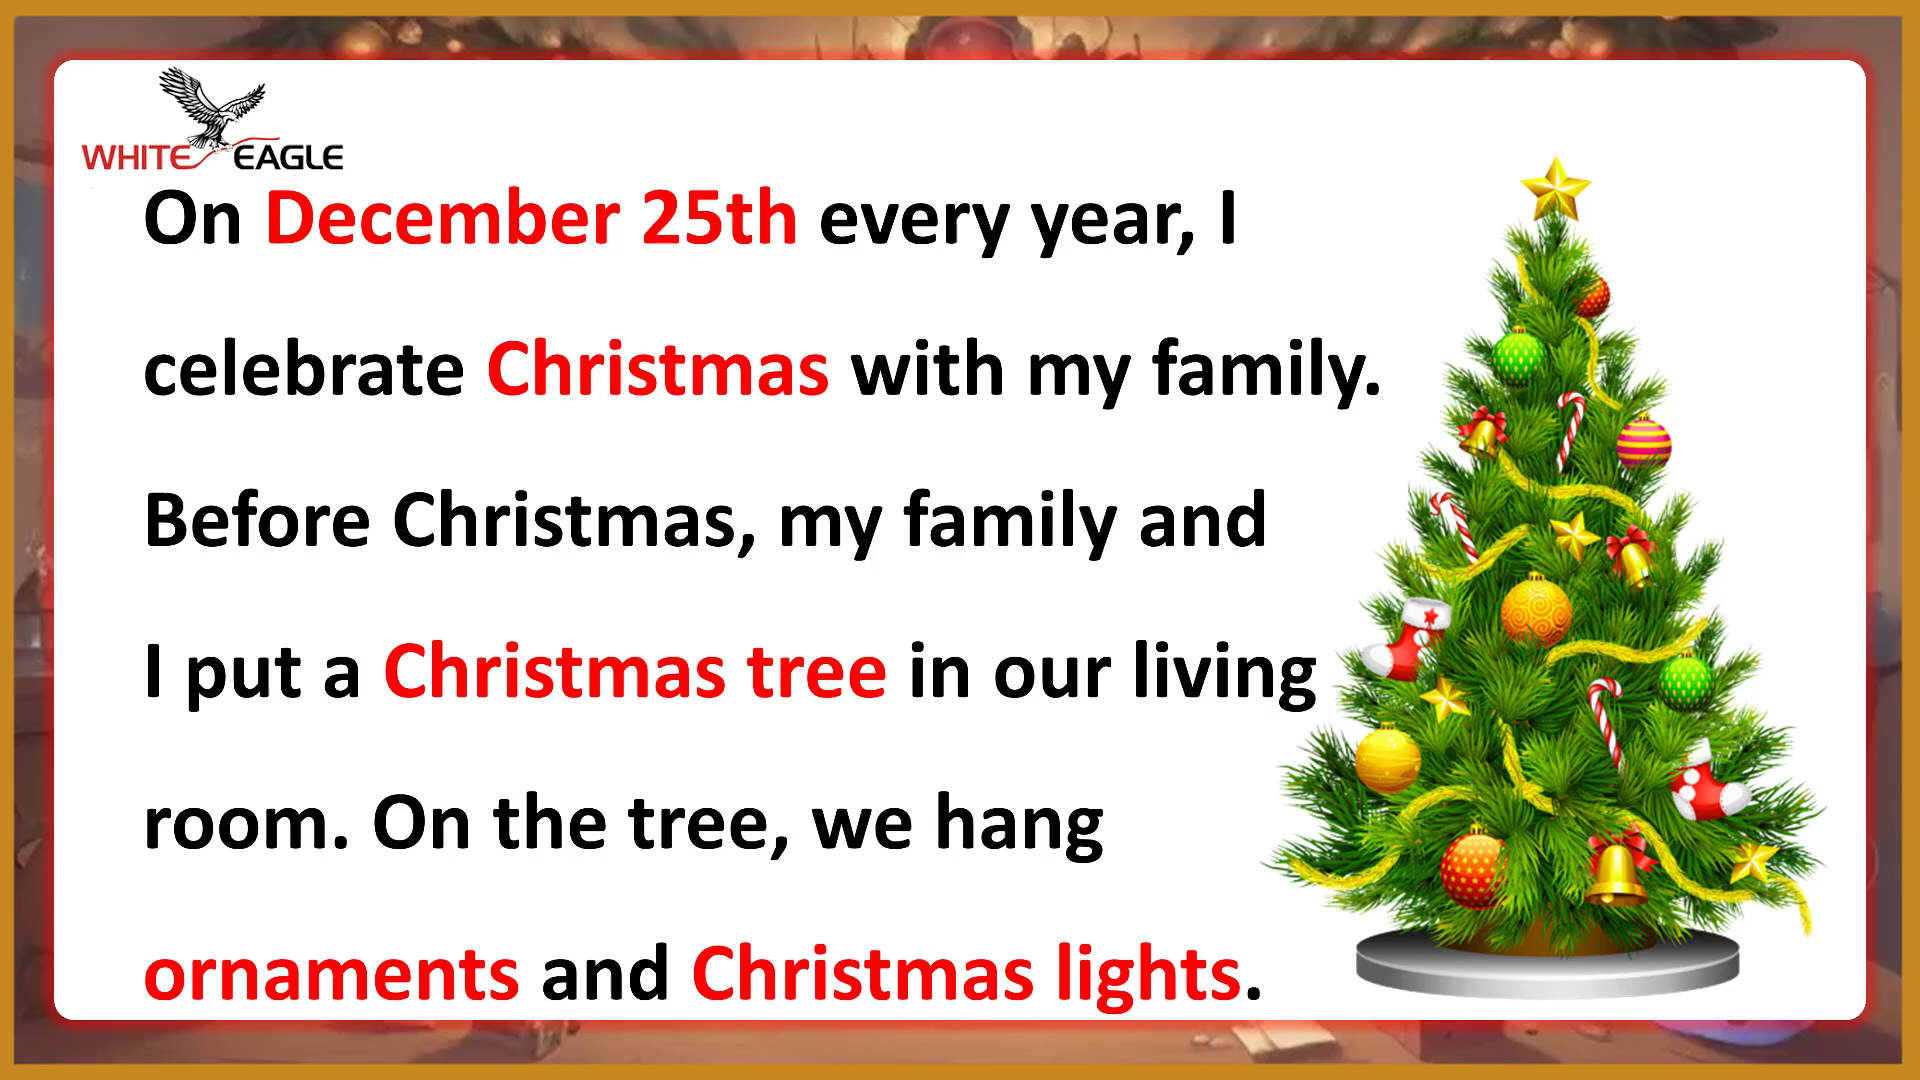 WHITE EAGLE
On December 25th every year, I
celebrate Christmas with my family.
Before Christmas, my family and
I put a Christmas tree in our living
room. On the tree, we hang
ornaments and Christmas lights.